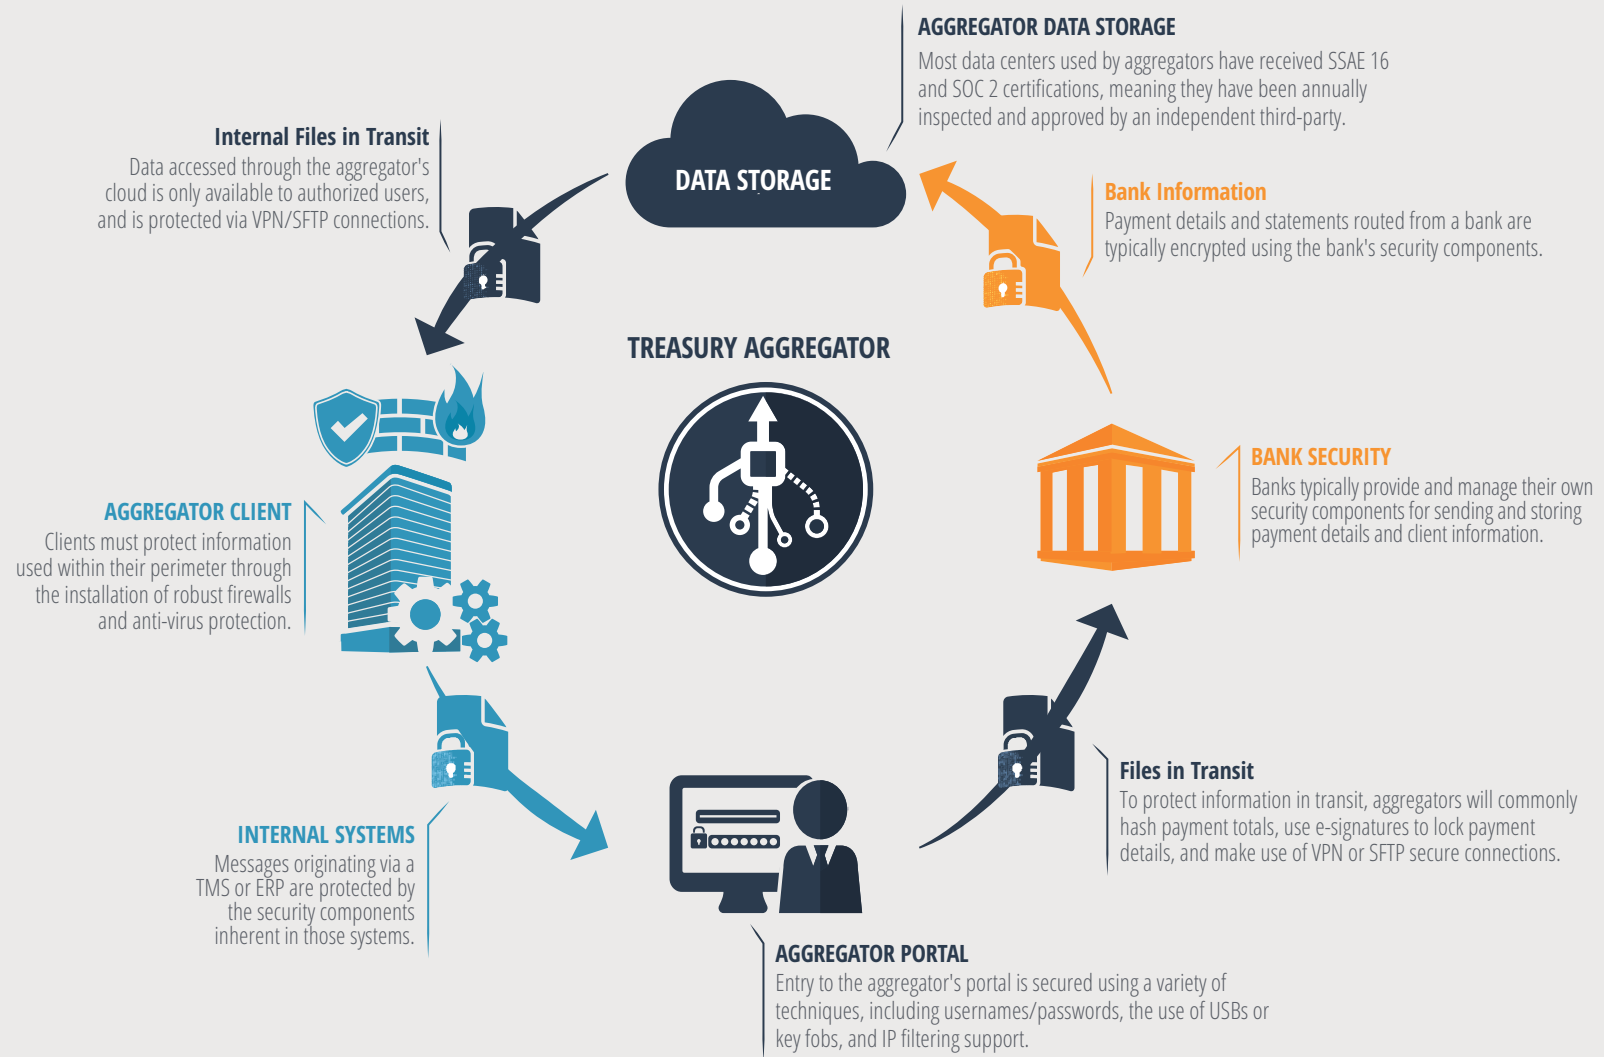 AGGREGATOR DATA STORAGE
Most data centers used by aggregators have received SSAE 16
and SOC 2 certifications, meaning they have been annually
inspected and approved by an independent third-party.
Internal Files in Transit
Data accessed through the aggregator's
cloud is only available to authorized users,
and is protected via VPN/SFTP connections.
DATA STORAGE
Bank Information
Payment details and statements routed from a bank are
typically encrypted using the bank's security components.
TREASURY AGGREGATOR
BANK SECURITY
Banks typically provide and manage their own
security components for sending and storing
payment details and client information.
AGGREGATOR CLIENT
Clients must protect information
used within their perimeter through
the installation of robust firewalls
and anti-virus protection.
Files in Transit
To protect information in transit, aggregators will commonly
hash payment totals, use e-signatures to lock payment
details, and make use of VPN or SFTP secure connections.
INTERNAL SYSTEMS
Messages originating via a
TMS or ERP are protected by
the security components
inherent in those systems.
AGGREGATOR PORTAL
Entry to the aggregator's portal is secured using a variety of
techniques, including usernames/passwords, the use of USBs or
key fobs, and IP filtering support.